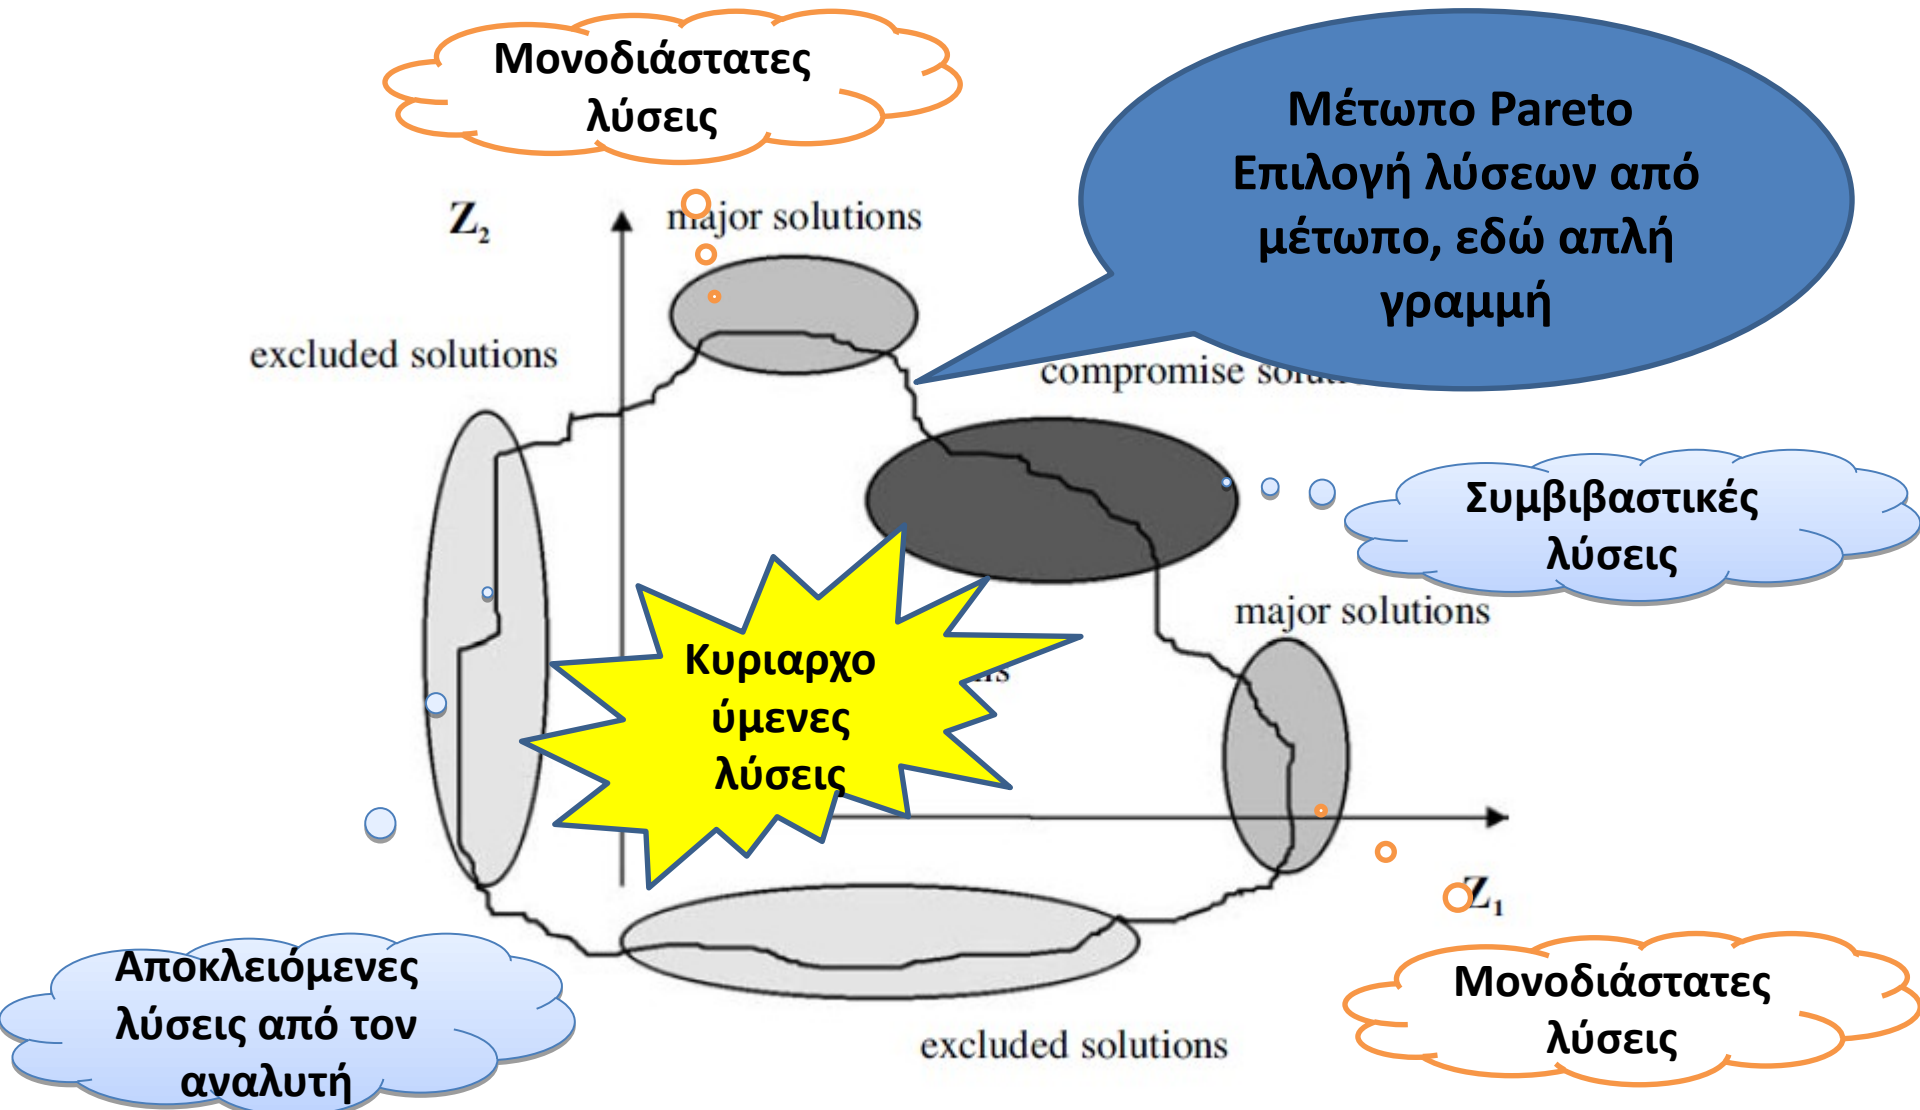 Μονοδιάστατες
λύσεις
Μέτωπο Pareto
Επιλογή λύσεων από
μέτωπο, εδώ απλή
γραμμή
Z₂
major solutions
excluded solutions
compromise
Συμβιβαστικές
λύσεις
major solutions
Κυριαρχο
ύμενες
λύσεις
Z₁
Αποκλειόμενες
λύσεις από τον
αναλυτή
Μονοδιάστατες
λύσεις
excluded solutions